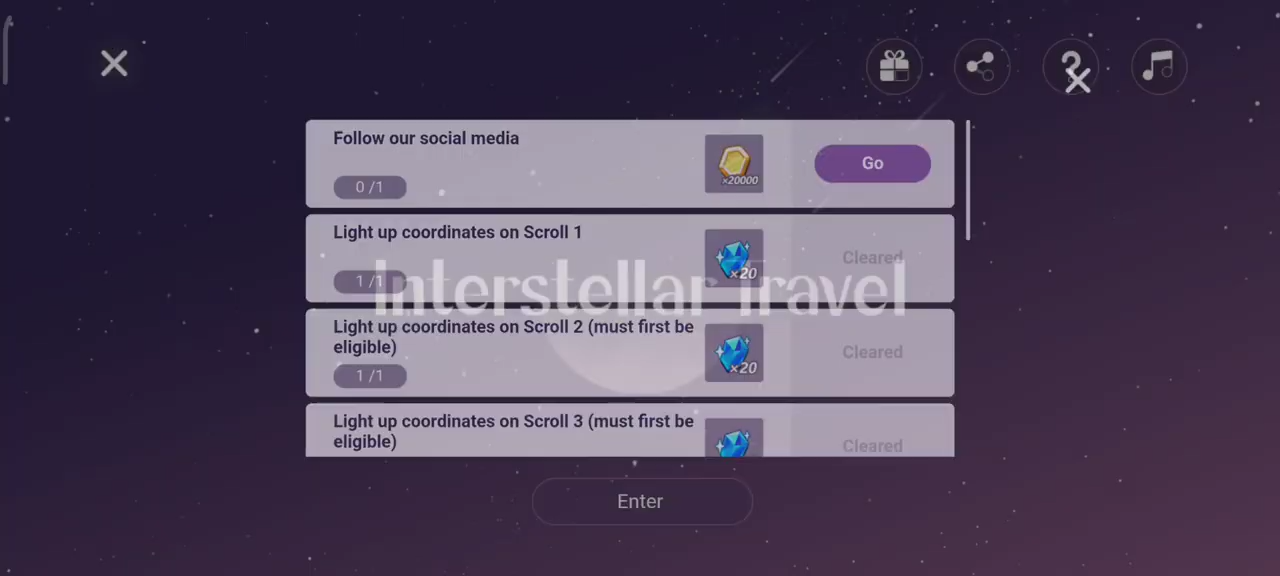 Follow our social media
×20000
Go
0 /1
Light up coordinates on Scroll 1
×20
Cleared
1 /1
Interstellar Travel
Light up coordinates on Scroll 2 (must first be
eligible)
×20
Cleared
1 /1
Light up coordinates on Scroll 3 (must first be
eligible)
Cleared
Enter